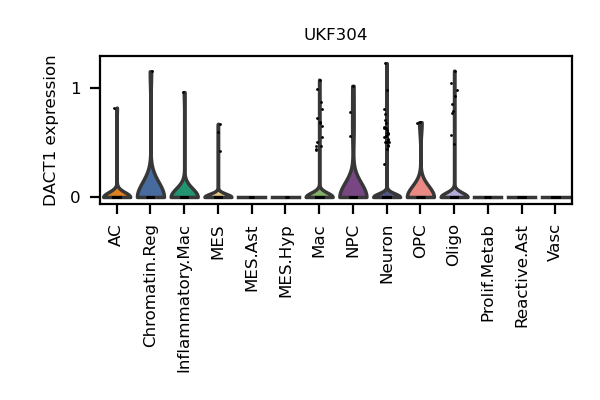 UKF304
DACT1 expression
1
0
AC
Chromatin.Reg
Inflammatory.Mac
MES
MES.Ast
MES.Hyp
Mac
NPC
Neuron
OPC
Oligo
Prolif.Metab
Reactive.Ast
Vasc